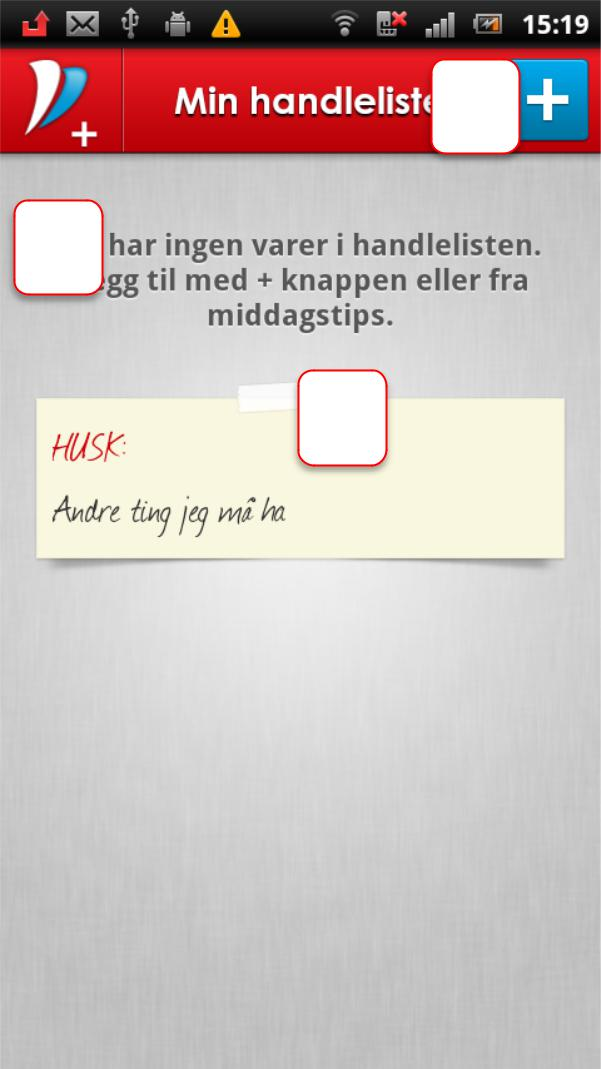 15:19
Min handleliste
har ingen varer i handlelisten.
til med + knappen eller fra
middagstips.
HUSK:
Andre ting jeg må ha